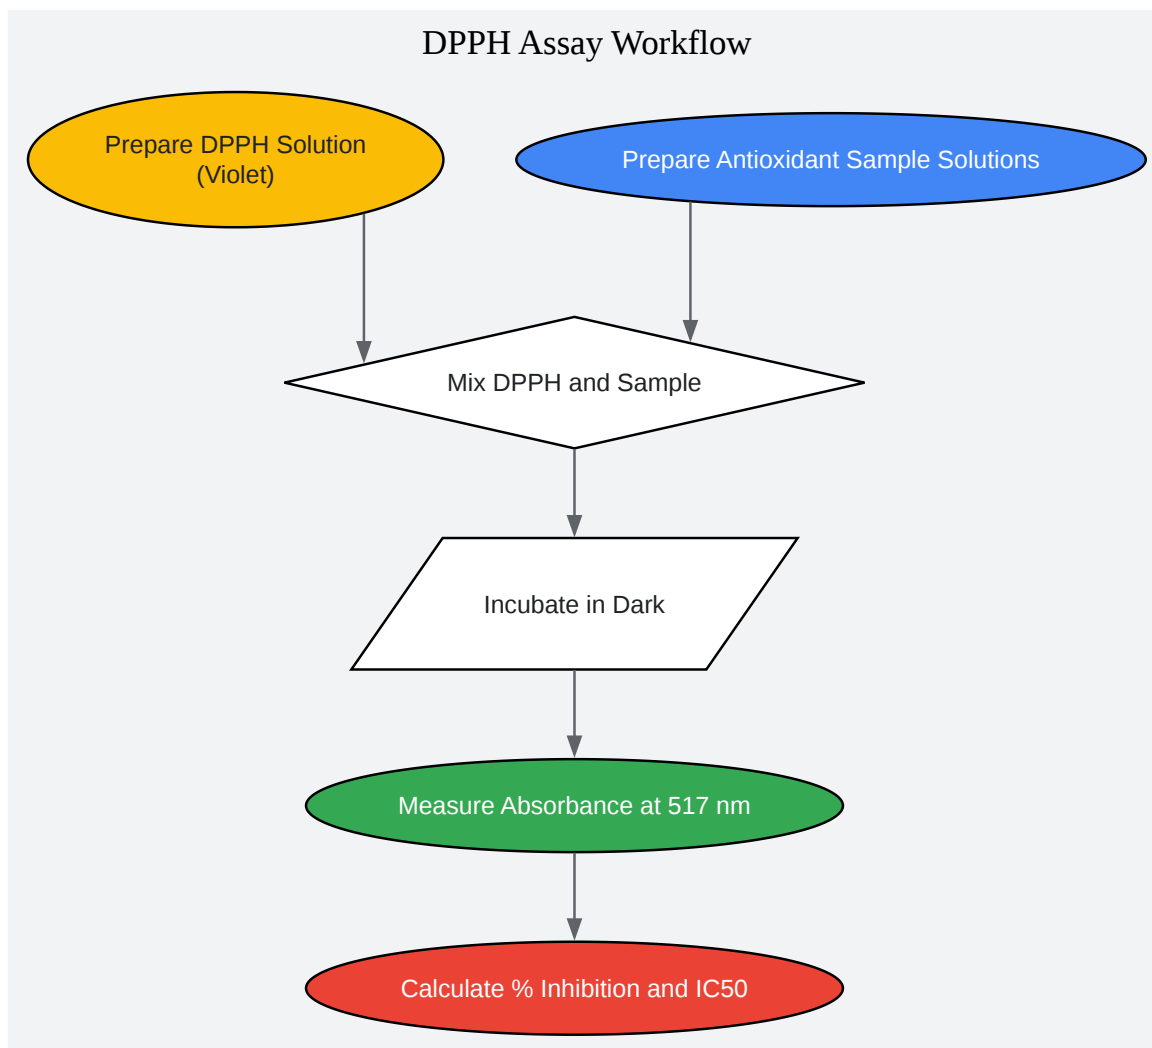 DPPH Assay Workflow
Prepare DPPH Solution
(Violet)
Prepare Antioxidant Sample Solutions
Mix DPPH and Sample
Incubate in Dark
Measure Absorbance at 517 nm
Calculate % Inhibition and IC50